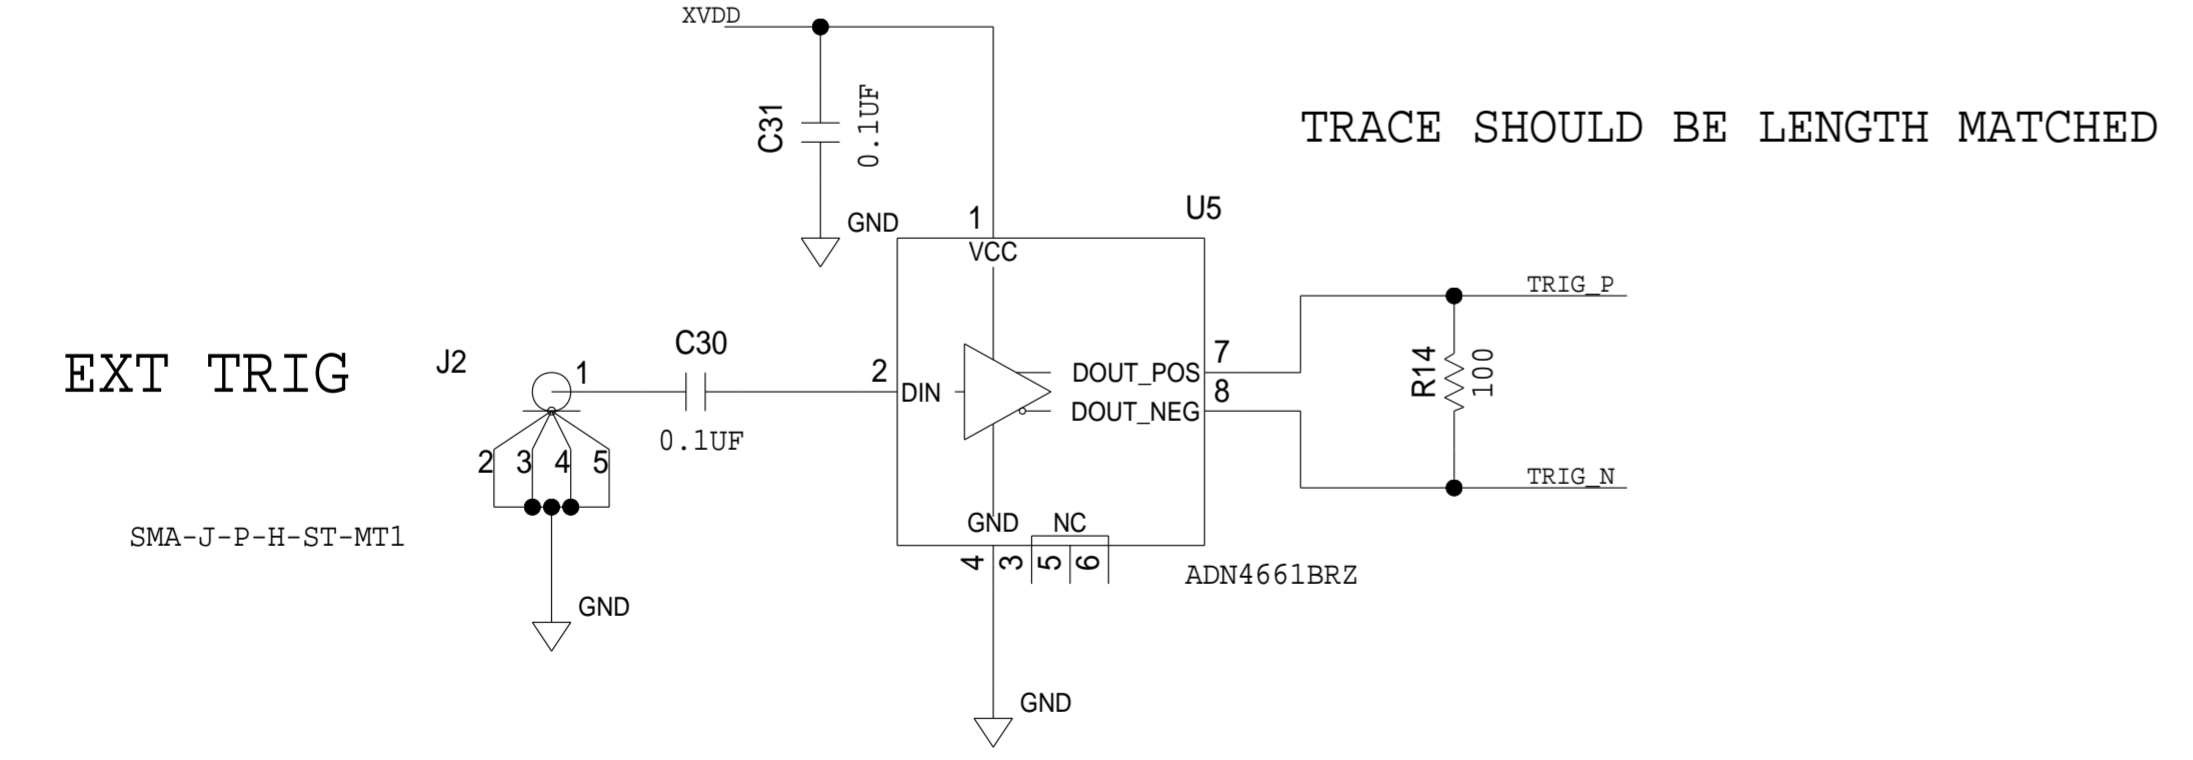 XVDD
C31
0.1UF
TRACE SHOULD BE LENGTH MATCHED
GND
1
U5
VCC
EXT TRIG
J2
1
C30
0.1UF
2
DIN
DOUT_POS
7
DOUT_NEG
8
TRIG_P
R14
100
TRIG_N
2 3 4 5
SMA-J-P-H-ST-MT1
GND
GND
NC
4
3
5
6
ADN4661BRZ
GND